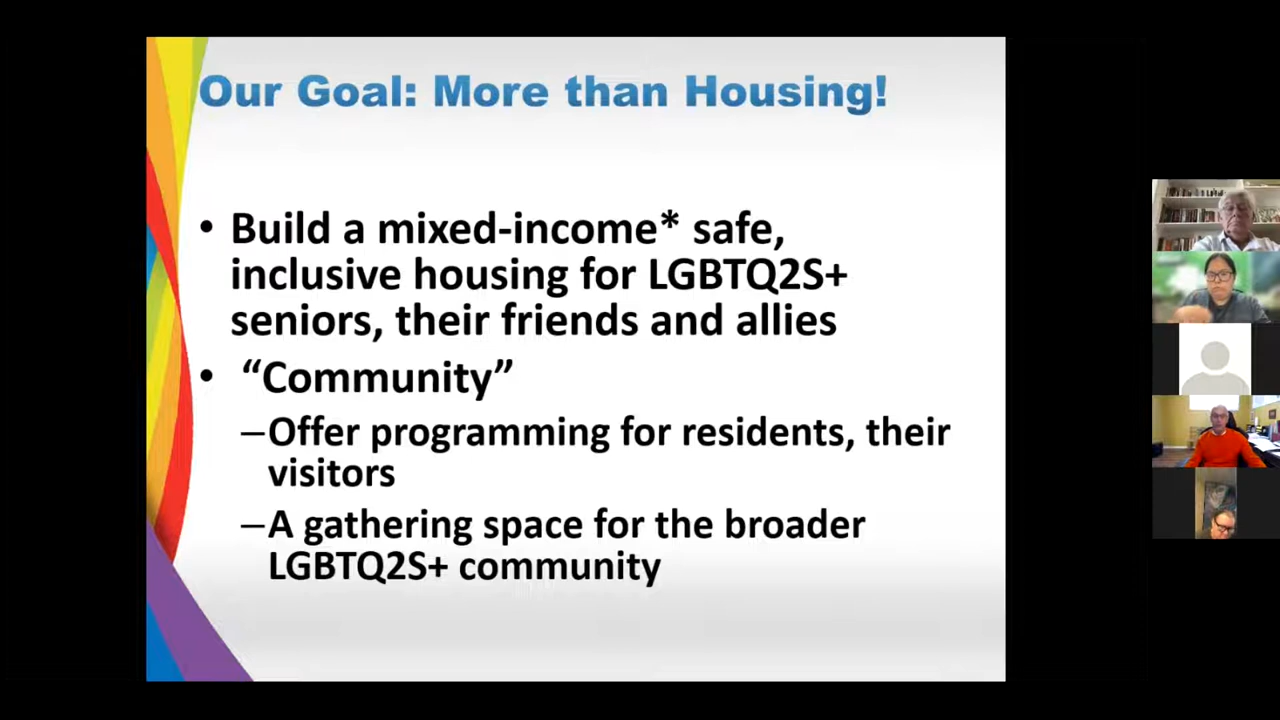 Our Goal: More than Housing!
• Build a mixed-income* safe,
inclusive housing for LGBTQ2S+
seniors, their friends and allies
• “Community”
–Offer programming for residents, their
visitors
–A gathering space for the broader
LGBTQ2S+ community